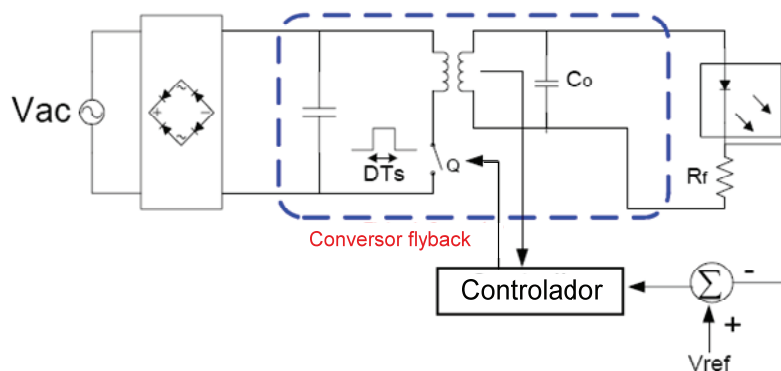 Vac
DTs
Q
Co
Rf
Conversor flyback
Controlador
Σ
-
+
Vref